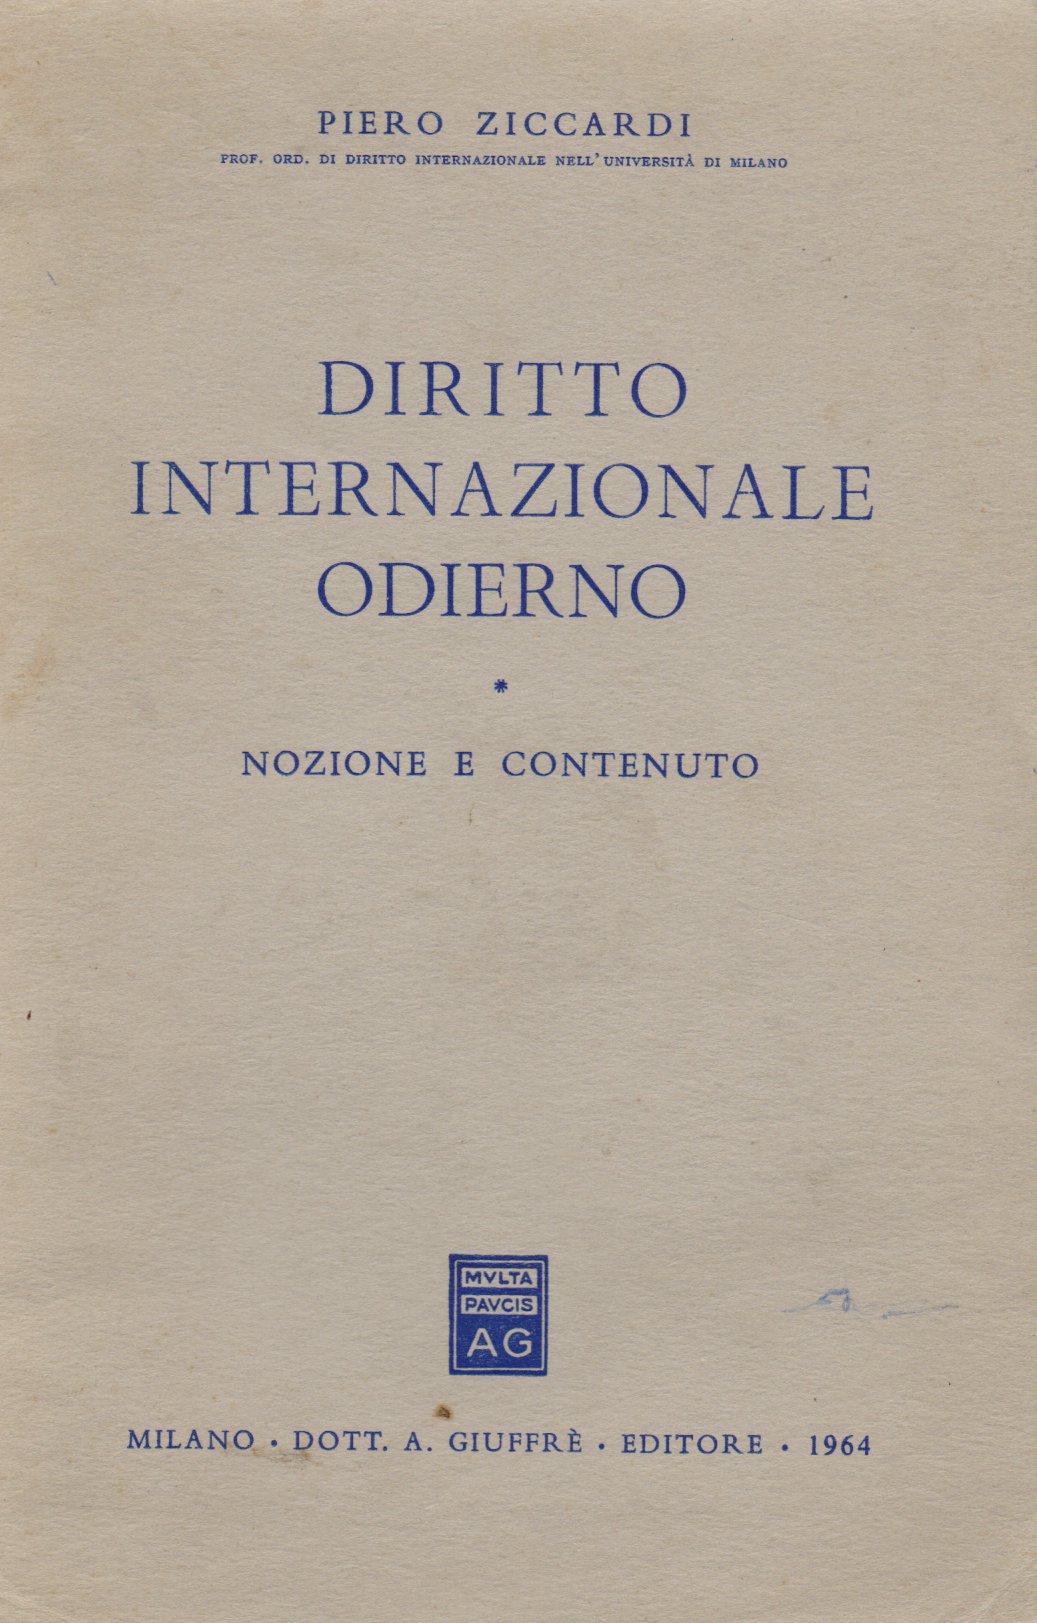 PIERO ZICCARDI
PROF. ORD. DI DIRITTO INTERNAZIONALE NELL'UNIVERSITÀ DI MILANO
DIRITTO
INTERNAZIONALE
ODIERNO
*
NOZIONE E CONTENUTO
MVLTA
PAVCIS
AG
MILANO • DOTT. A. GIUFFRÈ • EDITORE • 1964